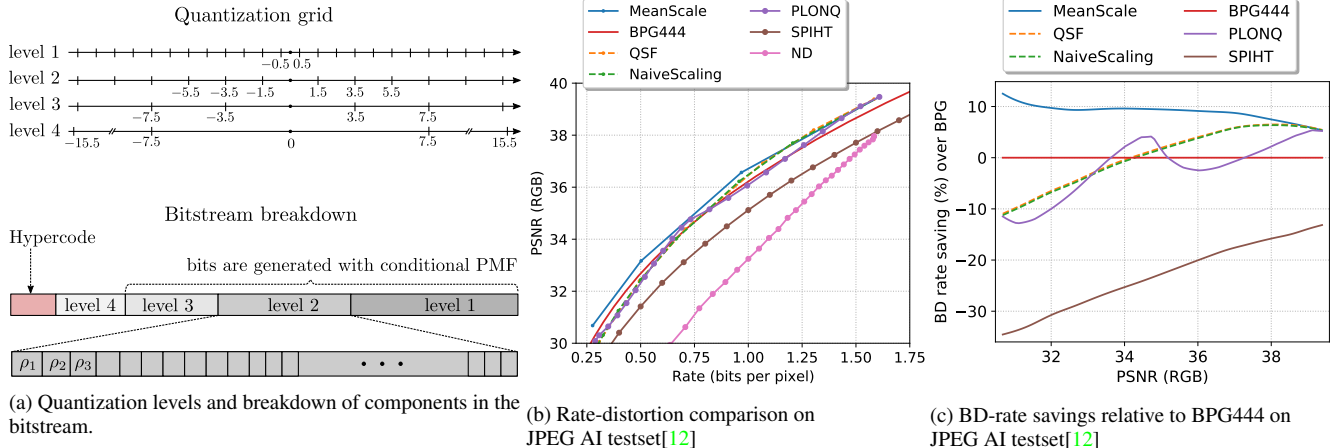 Quantization grid
level 1
−0.5 0.5
level 2
−5.5 −3.5 −1.5 1.5 3.5 5.5
level 3
−7.5 −3.5 3.5 7.5
level 4
−15.5 −7.5 0 7.5 15.5
Bitstream breakdown
Hypercode
bits are generated with conditional PMF
level 4 level 3 level 2 level 1
ρ1 ρ2 ρ3 • • •
(a) Quantization levels and breakdown of components in the
bitstream.
MeanScale
BPG444
QSF
NaiveScaling
PLONQ
SPIHT
ND
PSNR (RGB)
40
38
36
34
32
30
0.25 0.50 0.75 1.00 1.25 1.50 1.75
Rate (bits per pixel)
(b) Rate-distortion comparison on
JPEG AI testset[12]
MeanScale
QSF
NaiveScaling
BPG444
PLONQ
SPIHT
BD rate saving (%) over BPG
10
0
−10
−20
−30
32 34 36 38
PSNR (RGB)
(c) BD-rate savings relative to BPG444 on
JPEG AI testset[12]